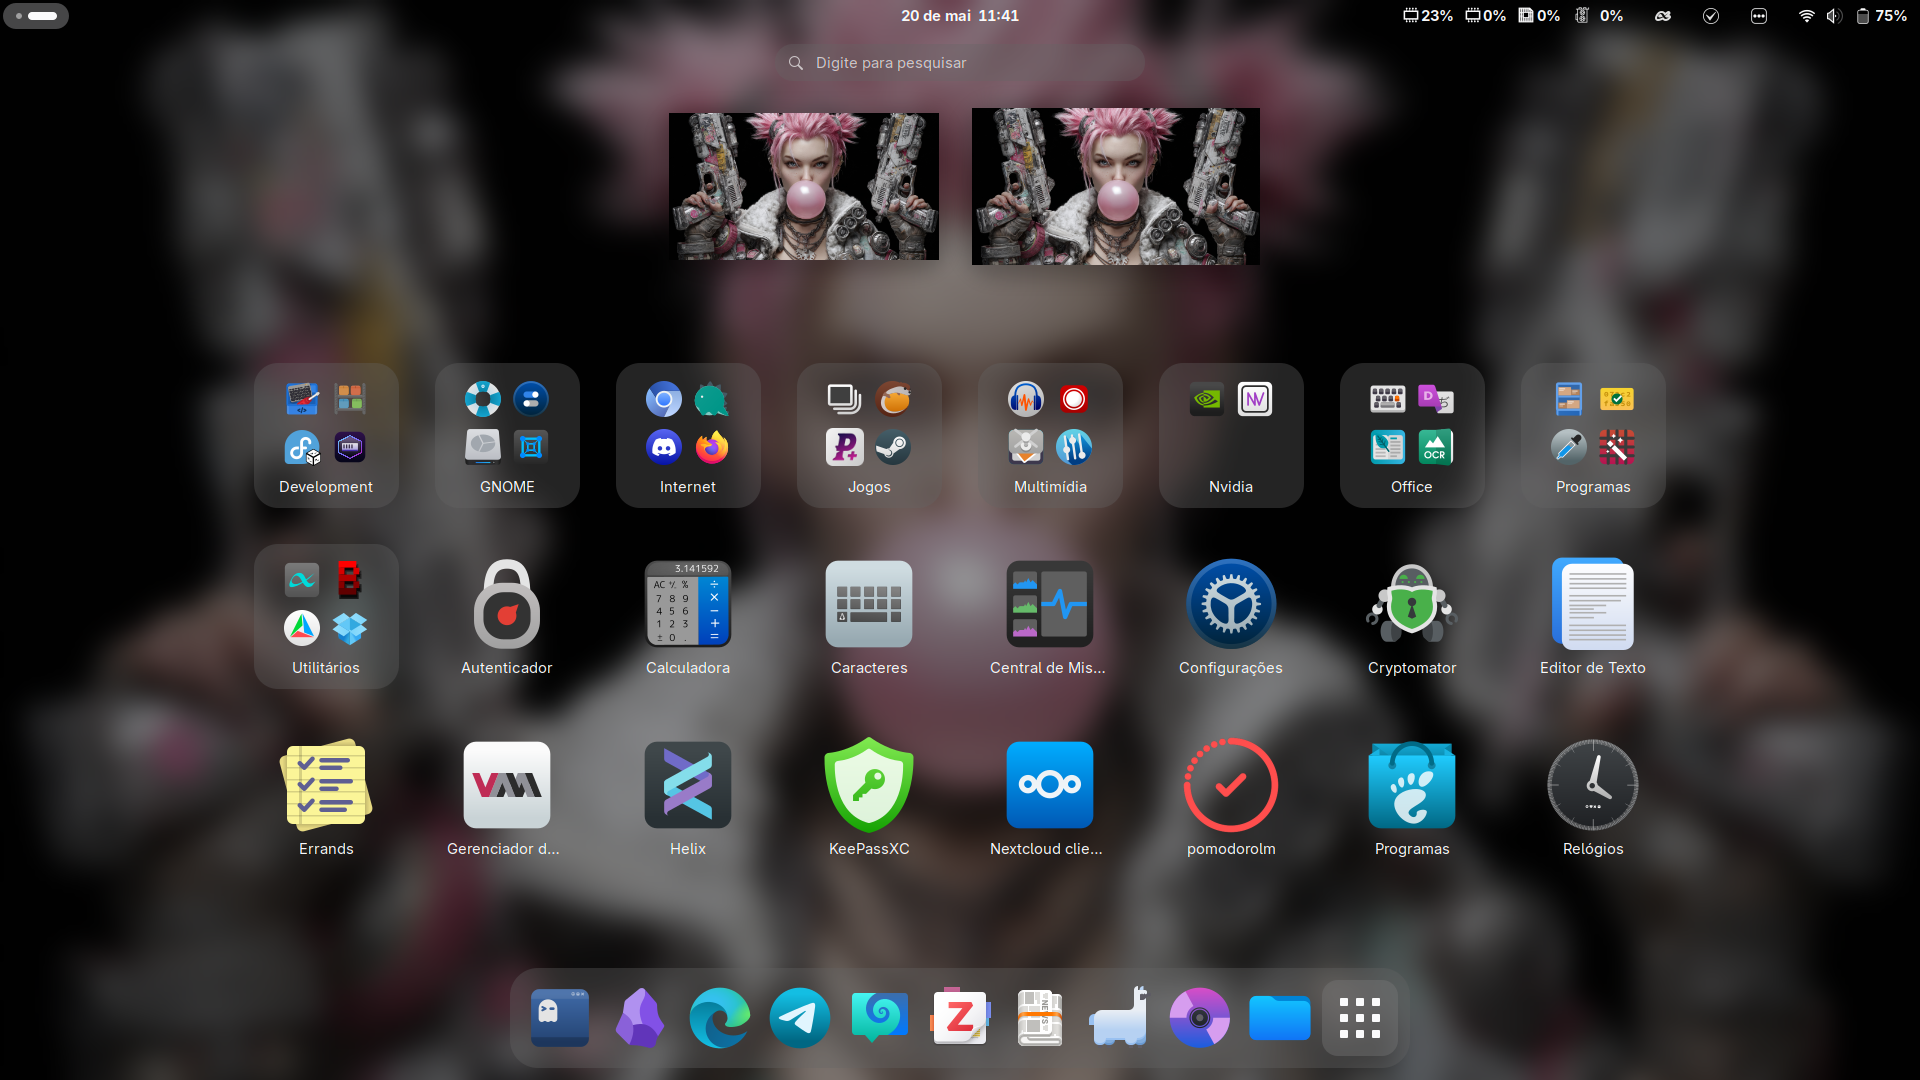 20 de mai 11:41
23% 0% 0% 0% 75%
Digite para pesquisar
Development GNOME Internet Jogos Multimídia Nvidia Office Programas
OCR
3.141592
AC % %
7 8 9
4 5 6
1 2 3
± 0 .
Utilitários Autenticador Calculadora Caracteres Central de Mis... Configurações Cryptomator Editor de Texto
Errands Gerenciador d... Helix KeePassXC Nextcloud clie... pomodorolm Programas Relógios
Z
NEWS